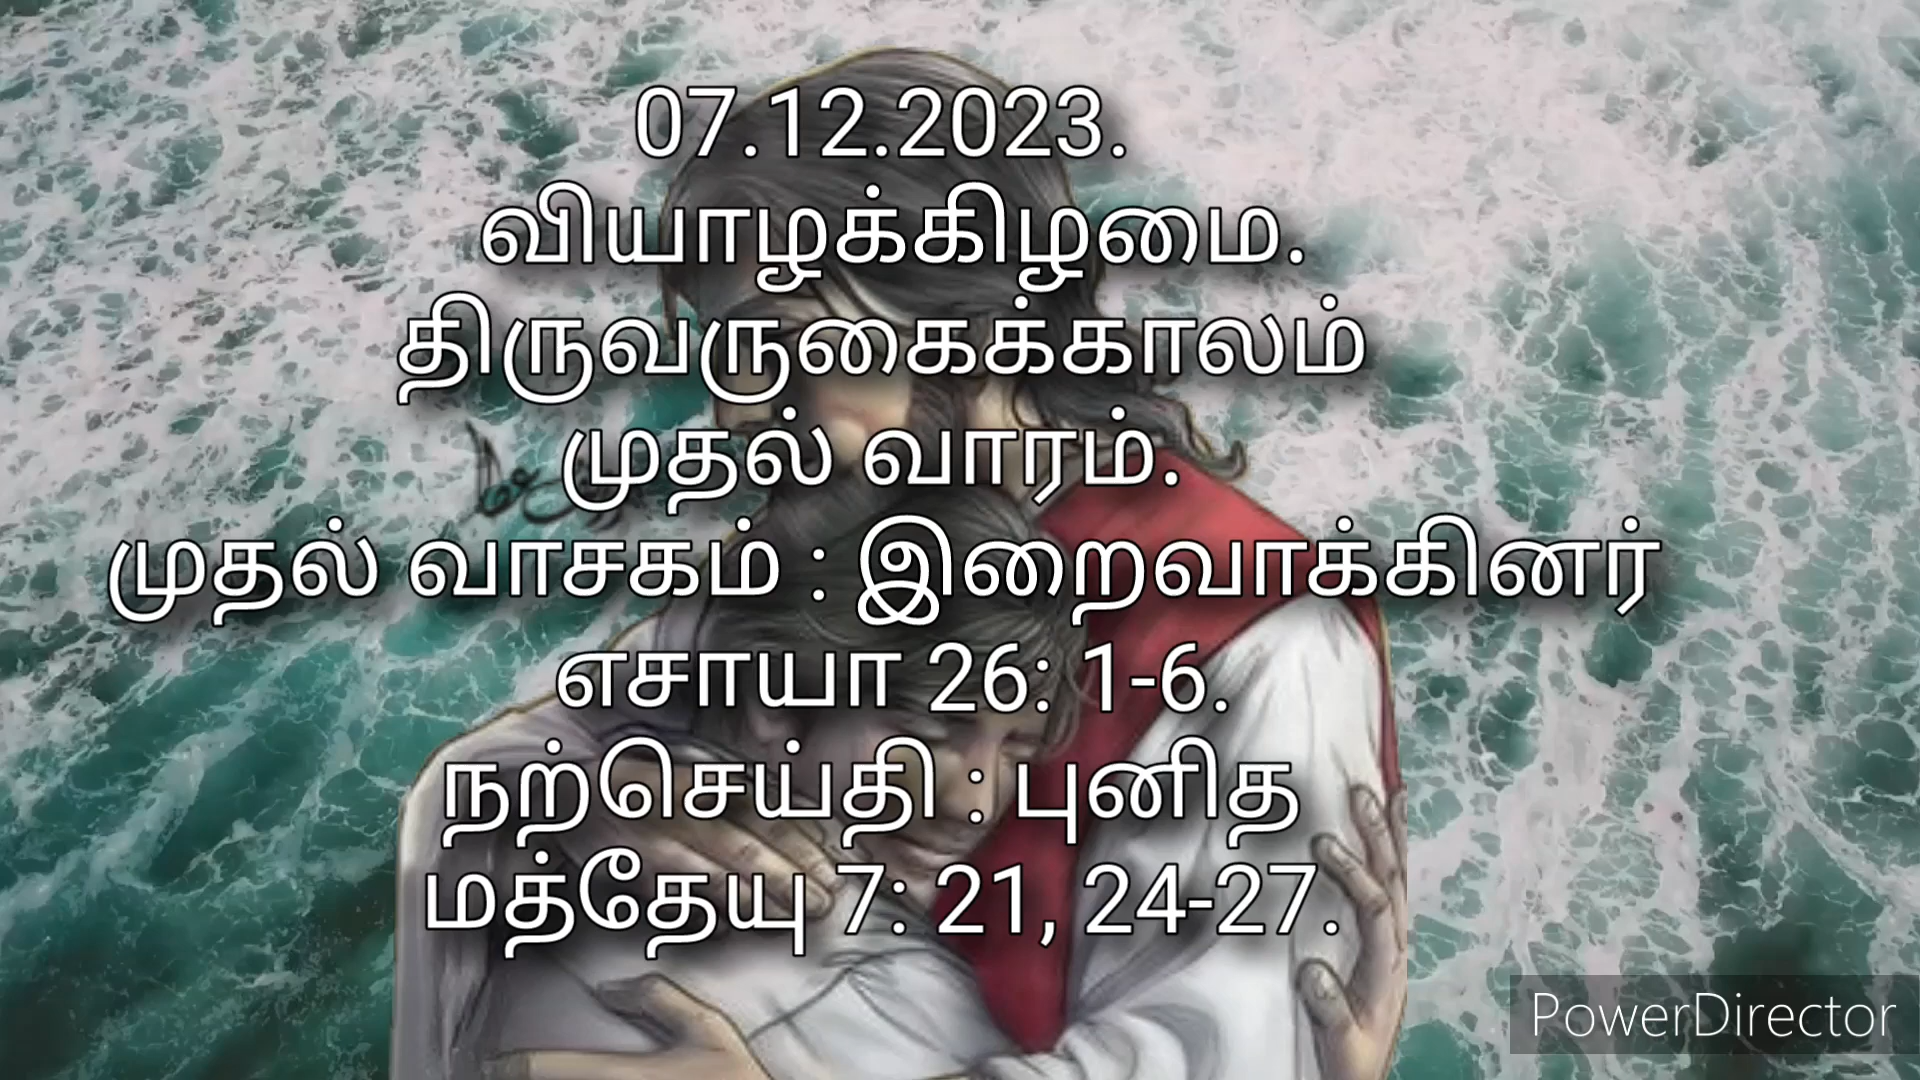 07.12.2023.
வியாழக்கிழமை.
திருவருகைக்காலம்
முதல் வாரம்.
முதல் வாசகம் : இறைவாக்கினர்
எசாயா 26: 1-6.
நற்செய்தி : புனித
மத்தேயு 7: 21, 24-27.
PowerDirector